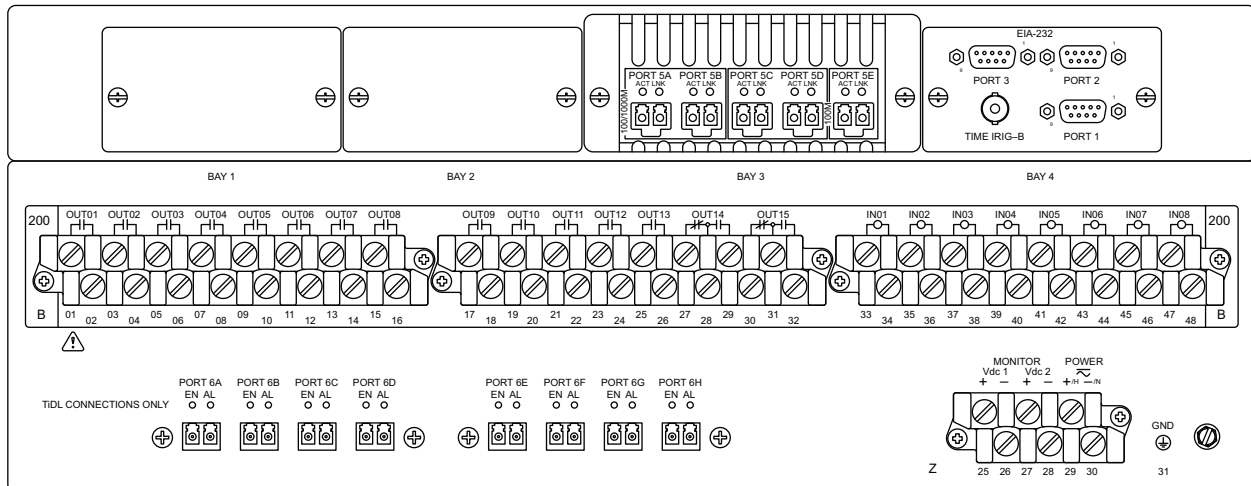 EIA-232
PORT 5A PORT 5B PORT 5C PORT 5D PORT 5E
ACT LNK ACT LNK ACT LNK ACT LNK ACT LNK
100/1000M
100M
1 1
9 9
PORT 3 PORT 2
1
9
TIME IRIG–B PORT 1
BAY 1 BAY 2 BAY 3 BAY 4
200 OUT01 OUT02 OUT03 OUT04 OUT05 OUT06 OUT07 OUT08 OUT09 OUT10 OUT11 OUT12 OUT13 OUT14 OUT15 IN01 IN02 IN03 IN04 IN05 IN06 IN07 IN08 200
B 01 02 03 04 05 06 07 08 09 10 11 12 13 14 15 16 17 18 19 20 21 22 23 24 25 26 27 28 29 30 31 32 33 34 35 36 37 38 39 40 41 42 43 44 45 46 47 48 B
MONITOR POWER
Vdc 1 Vdc 2
+ – + – +/H –/N
PORT 6A PORT 6B PORT 6C PORT 6D PORT 6E PORT 6F PORT 6G PORT 6H
EN AL EN AL EN AL EN AL EN AL EN AL EN AL EN AL
TiDL CONNECTIONS ONLY
GND
Z 25 26 27 28 29 30 31